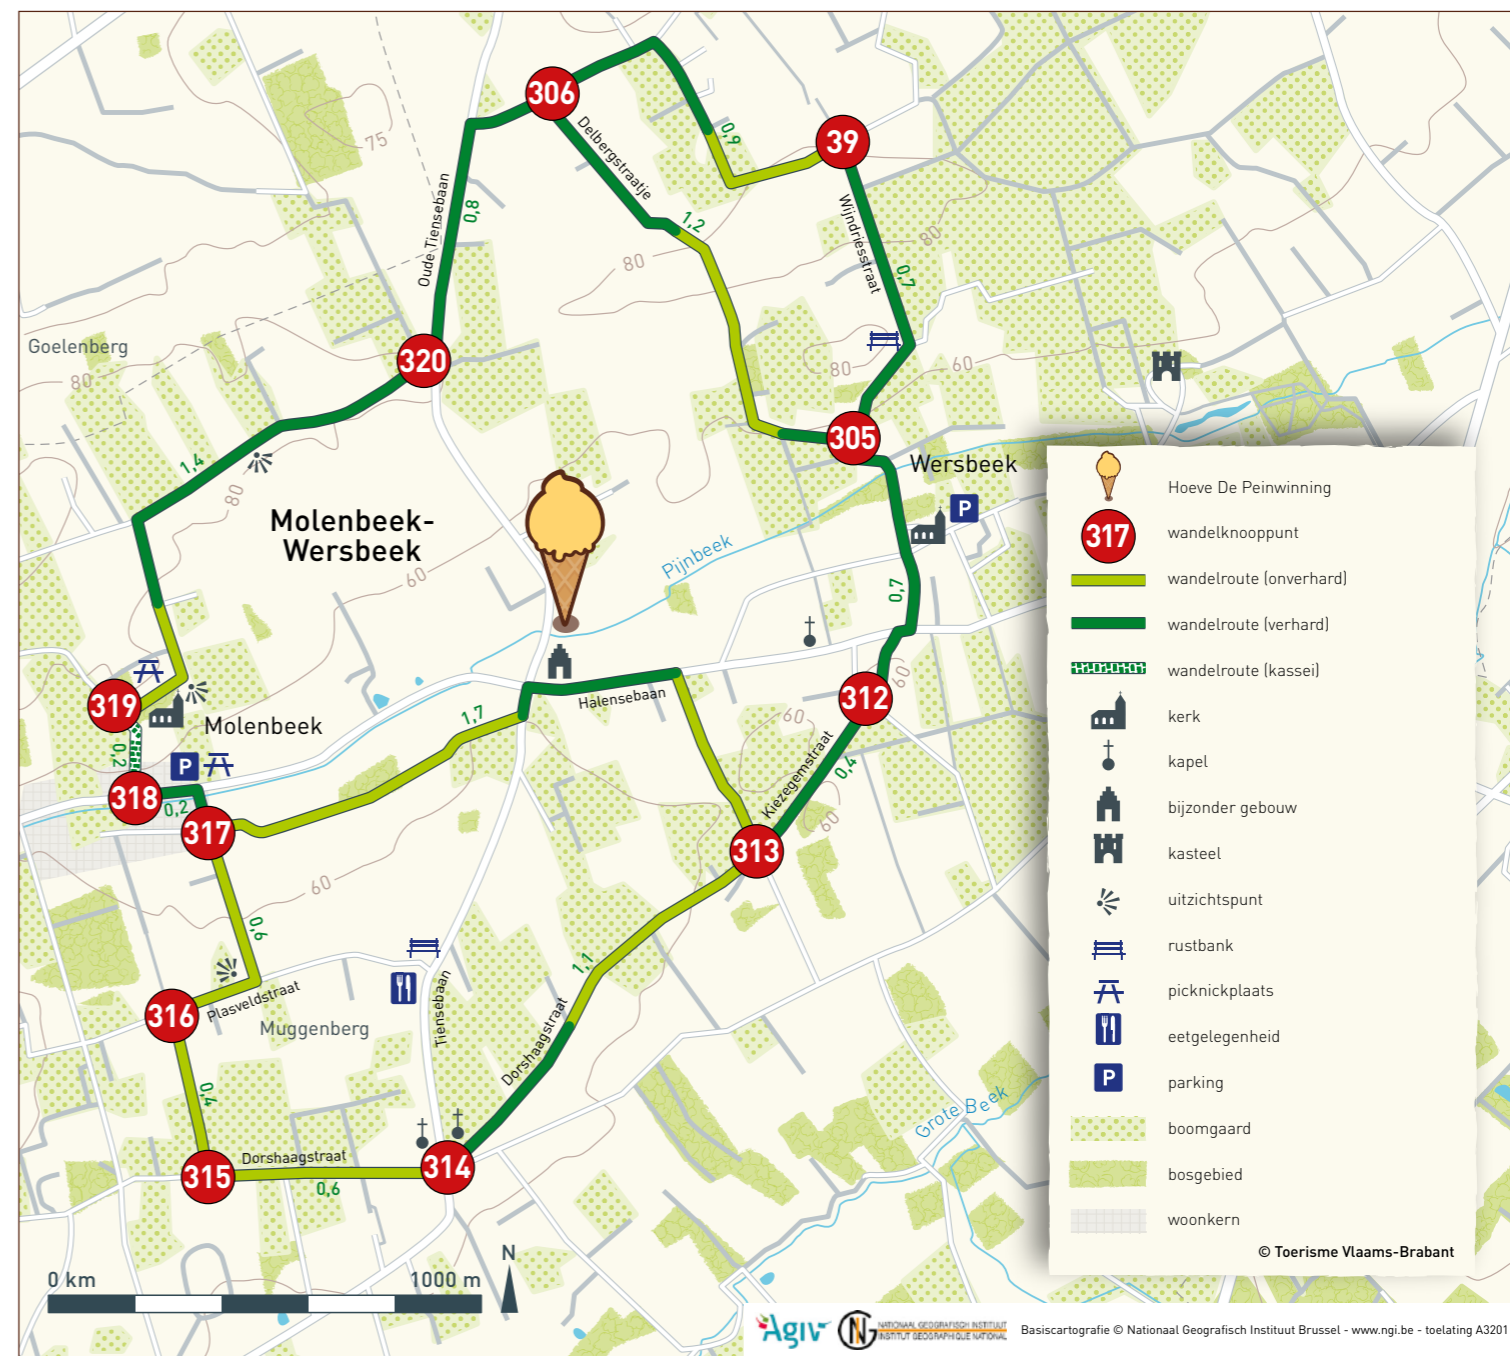 306
39
75
Delbergstraatje
0,9
Oude Tiensebaan
0,8
1,2
80
Wijndriesstraat
80
0,7
Goelenberg
320
80
80
60
305
1,4
80
Wersbeek
P
Molenbeek-
Wersbeek
Pijnbeek
60
0,7
319
Molenbeek
Halensebaan
60
312
60
1,7
0,2
P
318
0,2
317
Kiezegemstraat
0,4
60
313
60
0,6
1,1
316
Plasveldstraat
Muggenberg
Tiensebaan
Dorshaagstraat
0,4
Grote Beek
315
Dorshaagstraat
0,6
314
0 km
1000 m
N
Hoeve De Peinwinning
317
wandelknooppunt
wandelroute (onverhard)
wandelroute (verhard)
wandelroute (kassei)
kerk
kapel
bijzonder gebouw
kasteel
uitzichtspunt
rustbank
picknickplaats
eetgelegenheid
P
parking
boomgaard
bosgebied
woonkern
© Toerisme Vlaams-Brabant
Agiv
NG
NATIONAAL GEOGRAFISCH INSTITUUT
INSTITUT GEOGRAPHIQUE NATIONAL
Basiscartografie © Nationaal Geografisch Instituut Brussel - www.ngi.be - toelating A3201